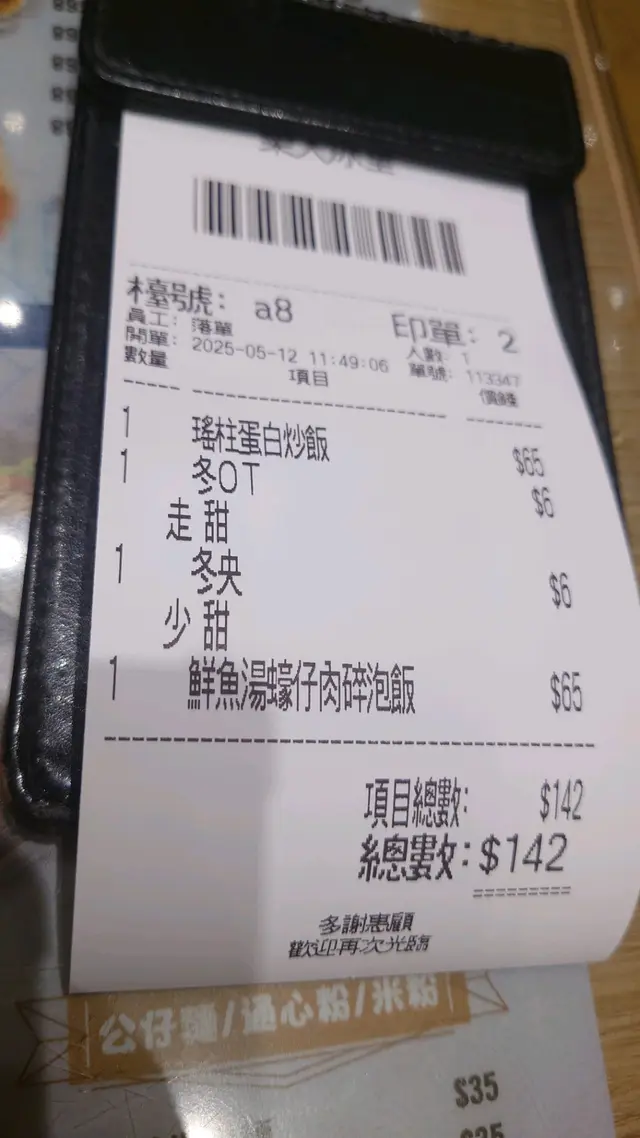 檯號: a8
印單: 2
員工: 落單
人數: 1
開單: 2025-05-12 11:49:06
單號: 113347
數量 項目 價錢
1 瑤柱蛋白炒飯 $65
1 冬OT $6
走 甜
1 冬央 $6
少 甜
1 鮮魚湯蠔仔肉碎泡飯 $65
項目總數: $142
總數: $142
多謝惠顧
歡迎再次光臨
公仔麵/通心粉/米粉
$35